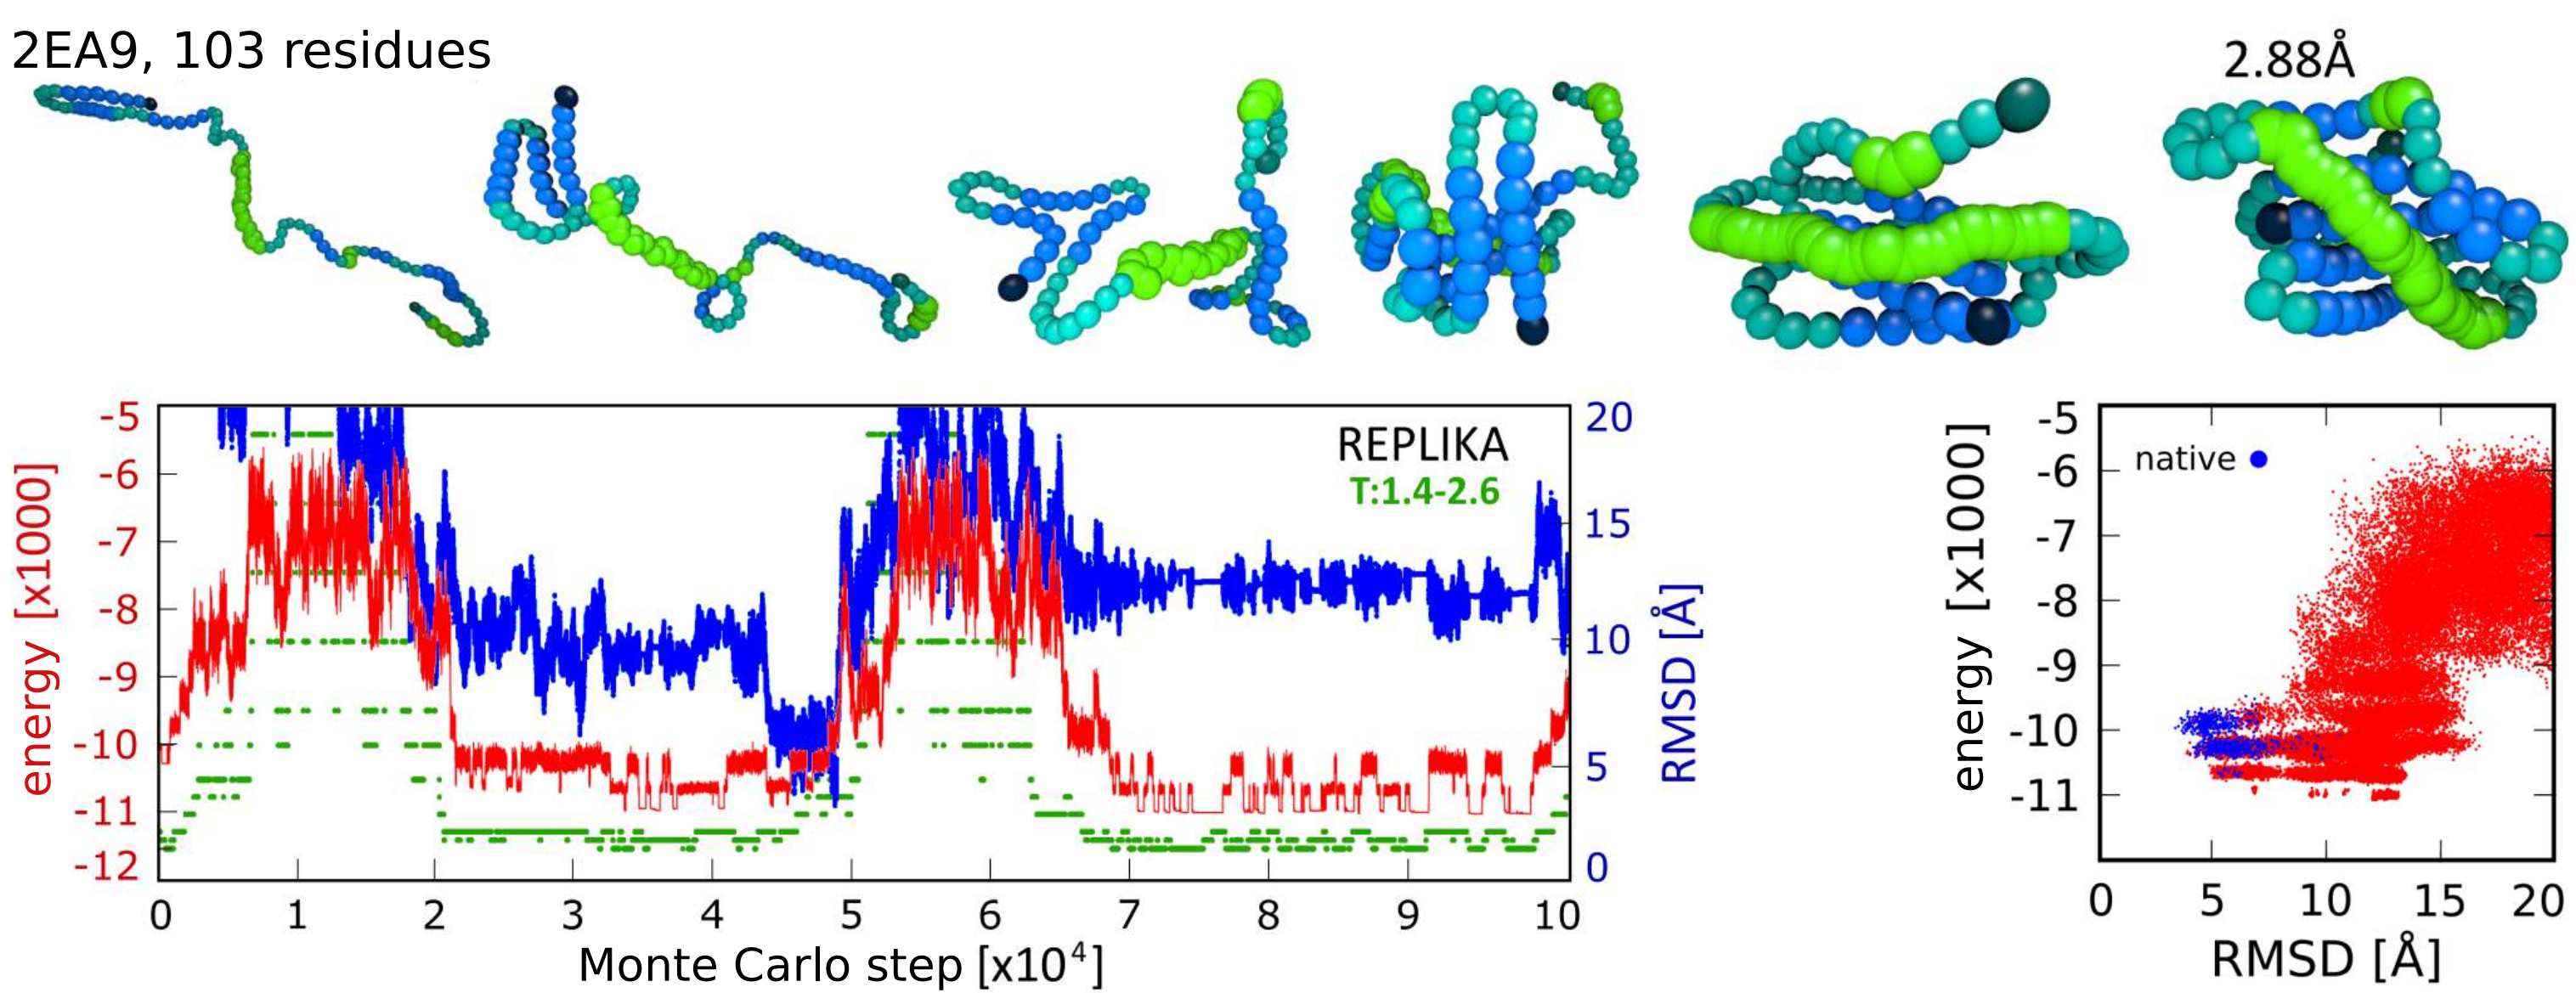 2EA9, 103 residues
2.88Å
energy [x1000]
-5
-6
-7
-8
-9
-10
-11
-12
REPLIKA
T:1.4-2.6
20
15
10
5
0
RMSD [Å]
0 1 2 3 4 5 6 7 8 9 10
Monte Carlo step [x10⁴]
energy [x1000]
-5
-6
-7
-8
-9
-10
-11
native
0 5 10 15 20
RMSD [Å]